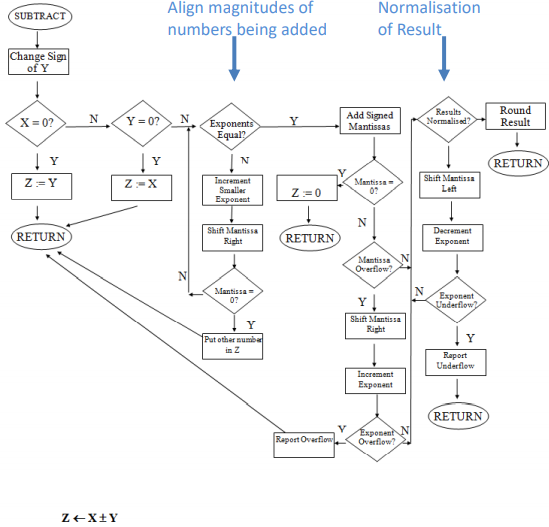 Align magnitudes of
numbers being added
Normalisation
of Result
SUBTRACT
Change Sign
of Y
X = 0?
N
Y = 0?
N
Exponents
Equal?
Y
Add Signed
Mantissas
Results
Normalised?
Round
Result
RETURN
Y
Z := Y
Y
Z := X
RETURN
N
Increment
Smaller
Exponent
Shift Mantissa
Right
Mantissa =
0?
N
Y
Put other number
in Z
Mantissa =
0?
Y
Z := 0
RETURN
N
Mantissa
Overflow?
N
Y
Shift Mantissa
Right
Increment
Exponent
Exponent
Overflow?
Y
N
Report Overflow
Shift Mantissa
Left
Decrement
Exponent
Exponent
Underflow?
N
Y
Report
Underflow
RETURN
Z ← X ± Y